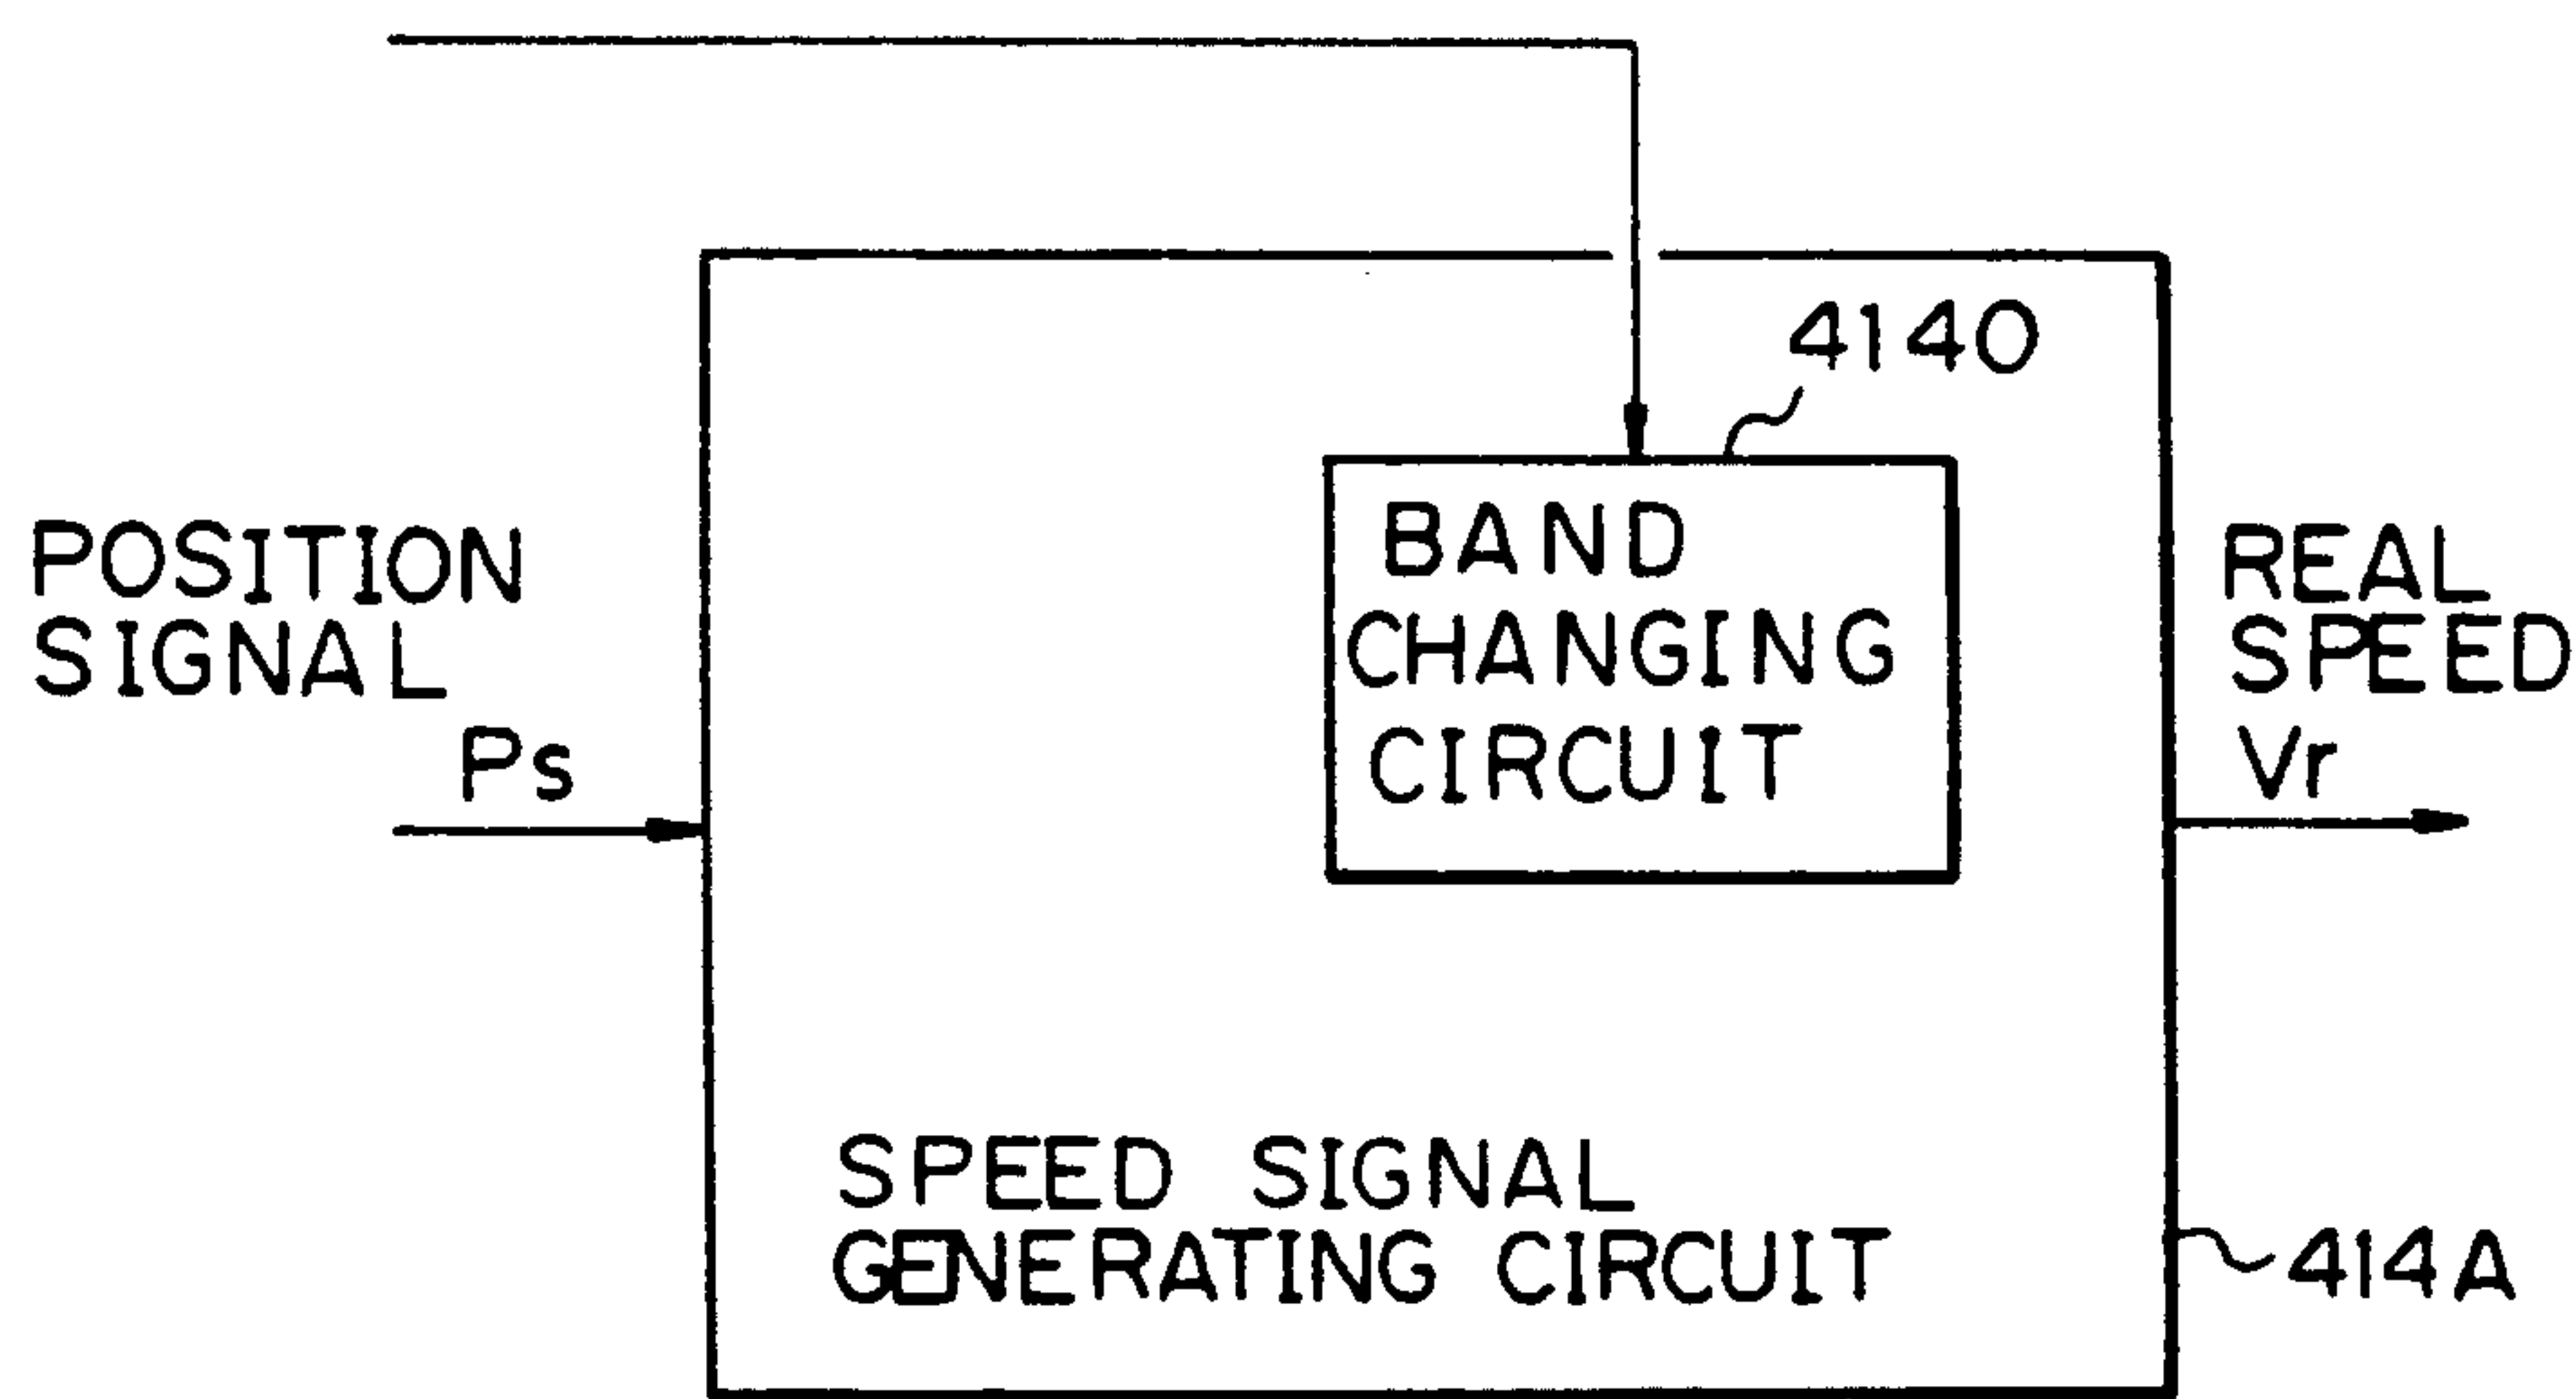 4140
BAND
CHANGING
CIRCUIT
POSITION
SIGNAL
Ps
REAL
SPEED
Vr
SPEED SIGNAL
GENERATING CIRCUIT
414A